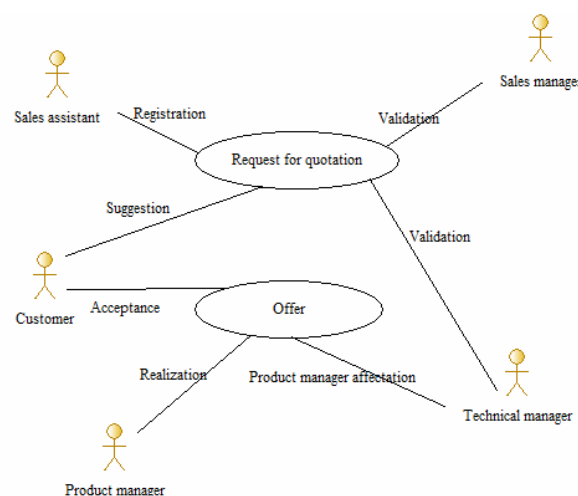 Sales manager
Sales assistant
Registration
Validation
Request for quotation
Suggestion
Validation
Customer
Acceptance
Offer
Realization
Product manager affectation
Technical manager
Product manager